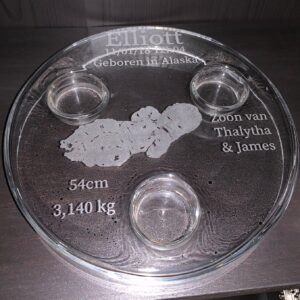 Elliott
Geboren in Alaska
Zoon van
Thalytha
& James
54cm
3,140 kg